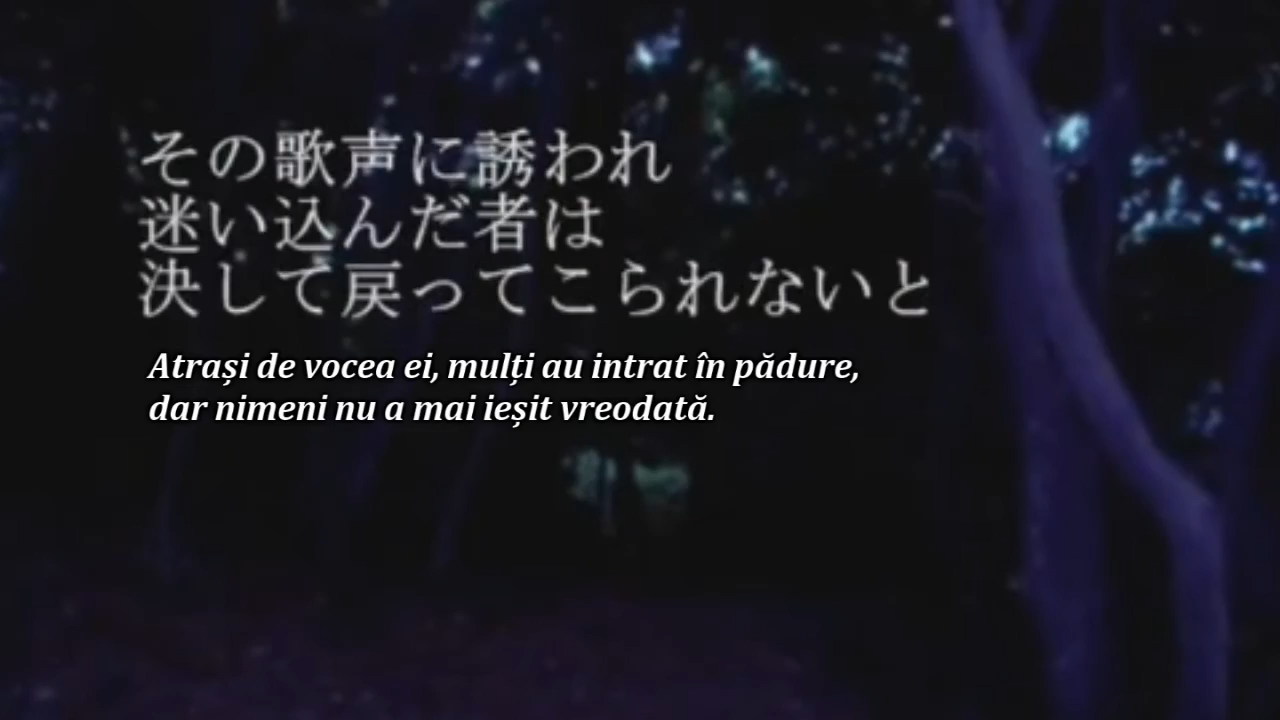 その歌声に誘われ
迷い込んだ者は
決して戻ってこられないと
Atrași de vocea ei, mulți au intrat în pădure,
dar nimeni nu a mai ieșit vreodată.